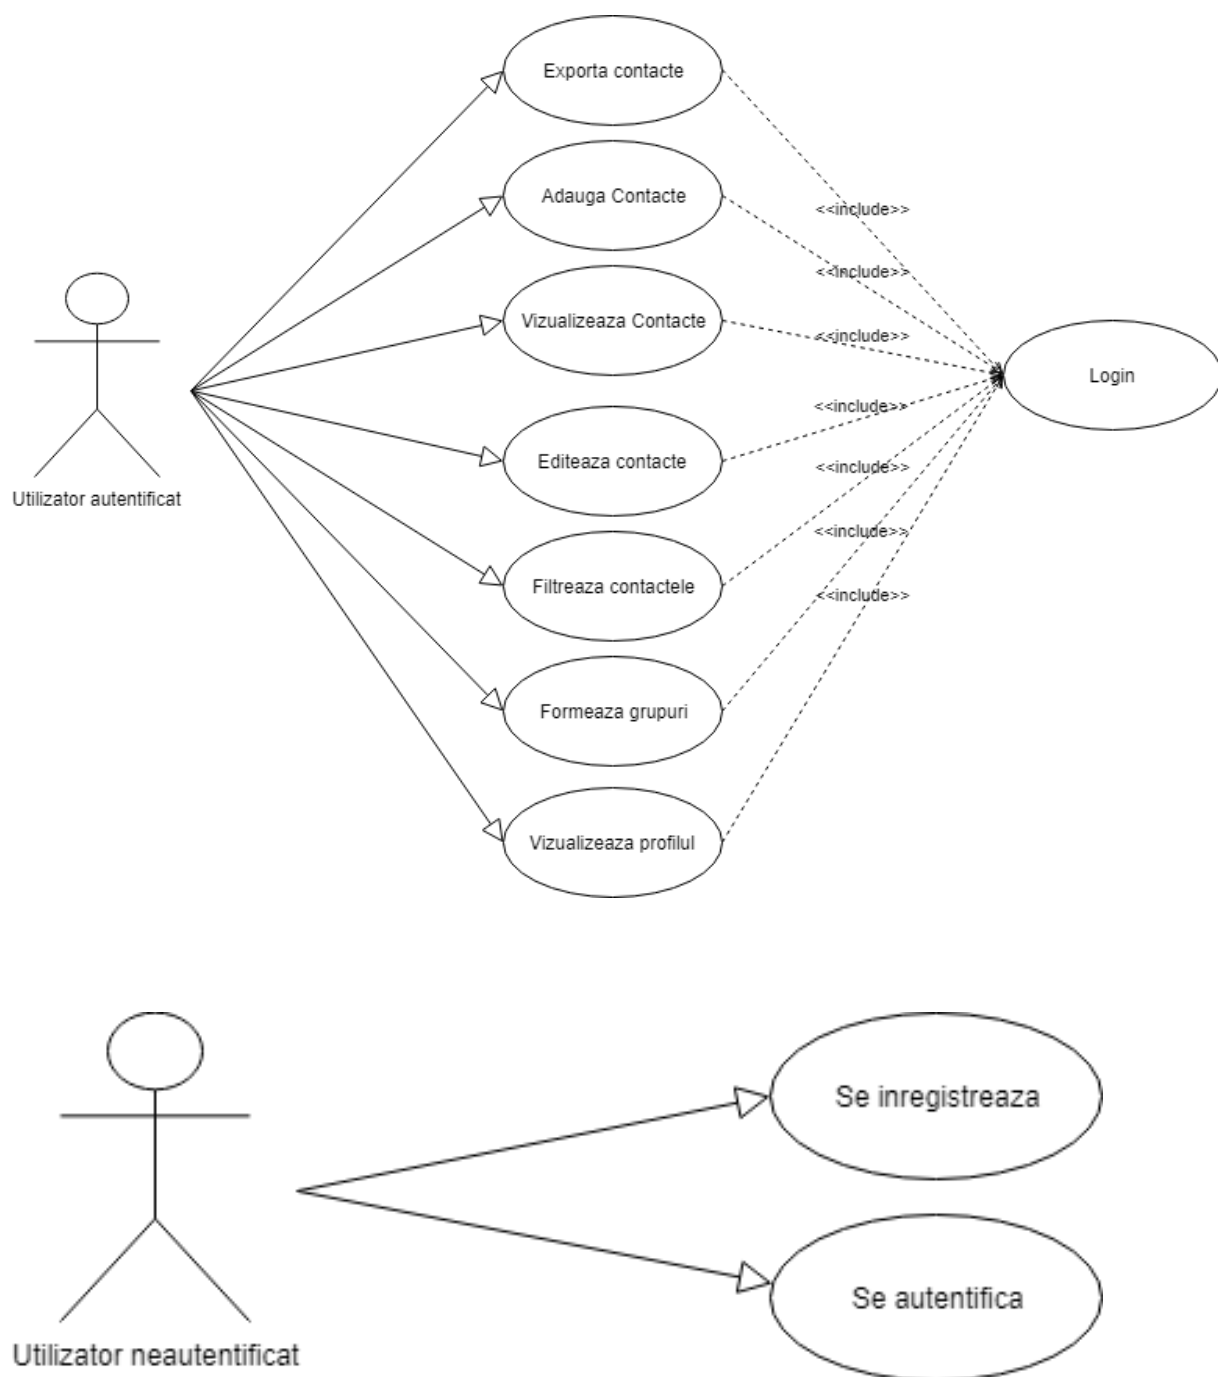 Exporta contacte
Adauga Contacte
<<include>>
<<include>>
Vizualizeaza Contacte
<<include>>
Login
<<include>>
Editeaza contacte
<<include>>
Utilizator autentificat
<<include>>
Filtreaza contactele
<<include>>
Formeaza grupuri
Vizualizeaza profilul
Se inregistreaza
Se autentifica
Utilizator neautentificat